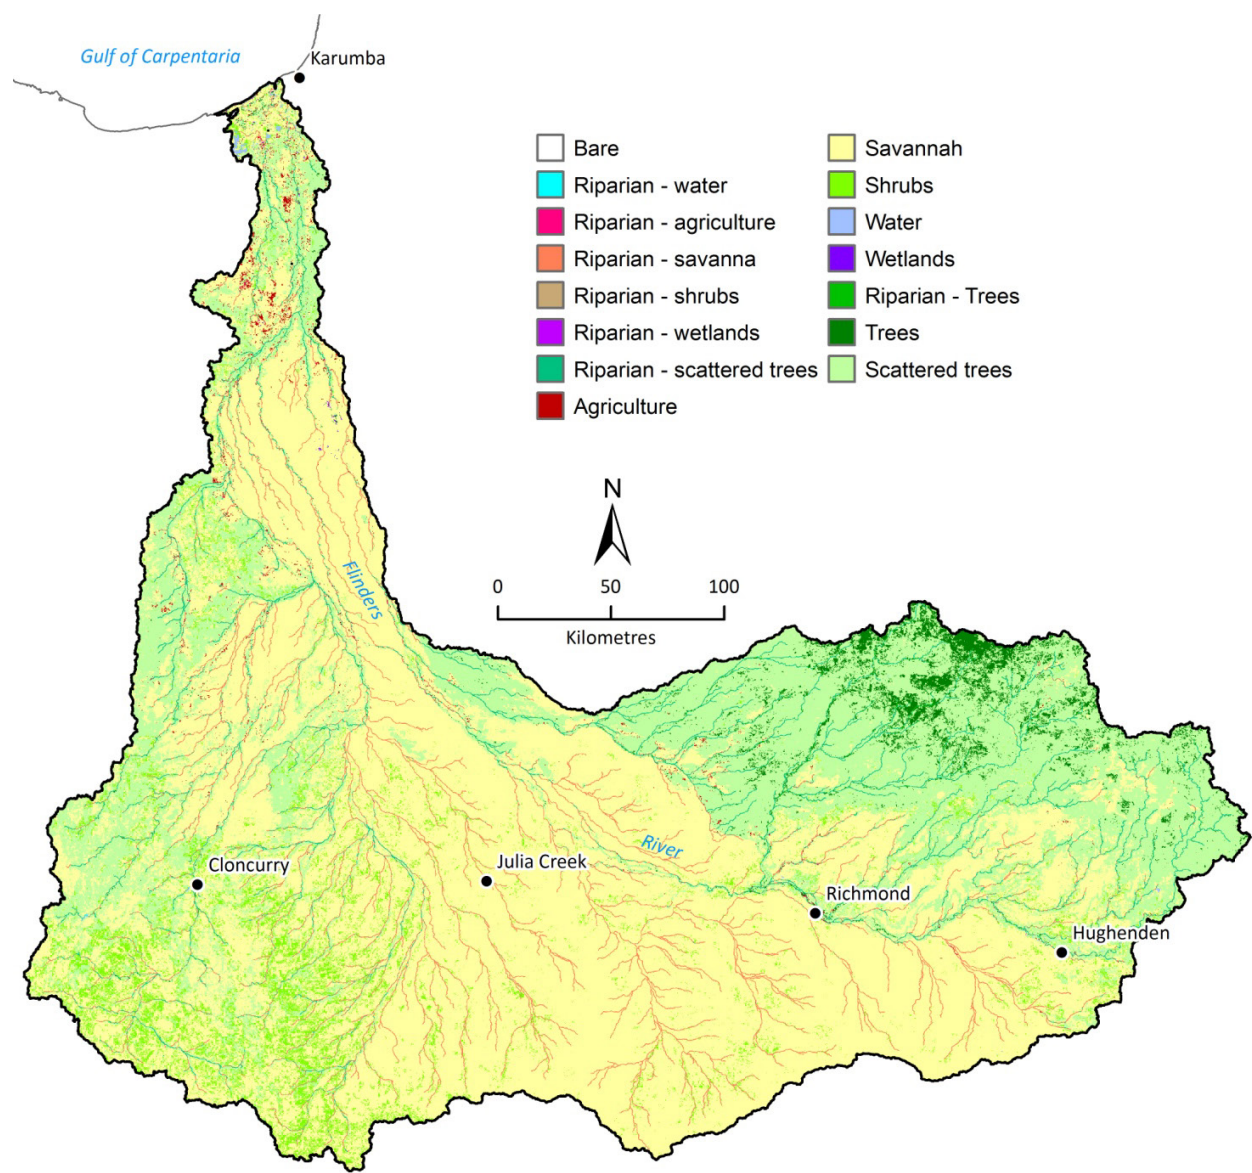 Gulf of Carpentaria
Karumba
Bare
Riparian - water
Riparian - agriculture
Riparian - savanna
Riparian - shrubs
Riparian - wetlands
Riparian - scattered trees
Agriculture
Savannah
Shrubs
Water
Wetlands
Riparian - Trees
Trees
Scattered trees
N
0 50 100
Kilometres
Flinders
River
Cloncurry
Julia Creek
Richmond
Hughenden